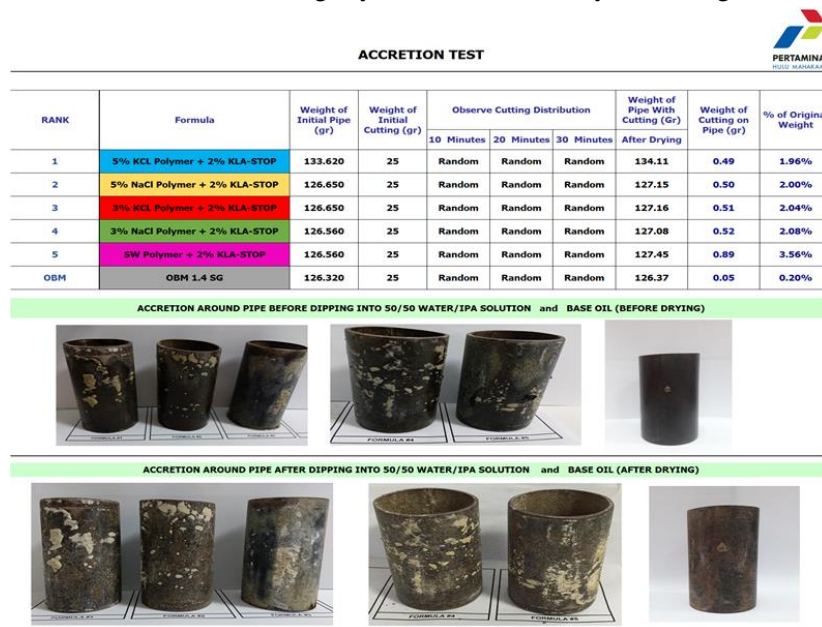 PERTAMINA
HULU MAHAKAM
ACCRETION TEST
RANK Formula Weight of Initial Pipe (gr) Weight of Initial Cutting (gr) Observe Cutting Distribution Weight of Pipe With Cutting (Gr) Weight of Cutting on Pipe (gr) % of Origina Weight
10 Minutes 20 Minutes 30 Minutes After Drying
1 5% KCL Polymer + 2% KLA-STOP 133.620 25 Random Random Random 134.11 0.49 1.96%
2 5% NaCl Polymer + 2% KLA-STOP 126.650 25 Random Random Random 127.15 0.50 2.00%
3 3% KCL Polymer + 2% KLA-STOP 126.650 25 Random Random Random 127.16 0.51 2.04%
4 3% NaCl Polymer + 2% KLA-STOP 126.560 25 Random Random Random 127.08 0.52 2.08%
5 SW Polymer + 2% KLA-STOP 126.560 25 Random Random Random 127.45 0.89 3.56%
OBM OBM 1.4 SG 126.320 25 Random Random Random 126.37 0.05 0.20%
ACCRETION AROUND PIPE BEFORE DIPPING INTO 50/50 WATER/IPA SOLUTION and BASE OIL (BEFORE DRYING)
FORMULA #4 FORMULA #5
ACCRETION AROUND PIPE AFTER DIPPING INTO 50/50 WATER/IPA SOLUTION and BASE OIL (AFTER DRYING)
FORMULA #4 FORMULA #5